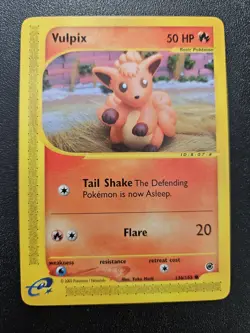 Vulpix 50 HP
Basic Pokémon
Tail Shake The Defending
Pokémon is now Asleep.
Flare 20
weakness resistance retreat cost
e